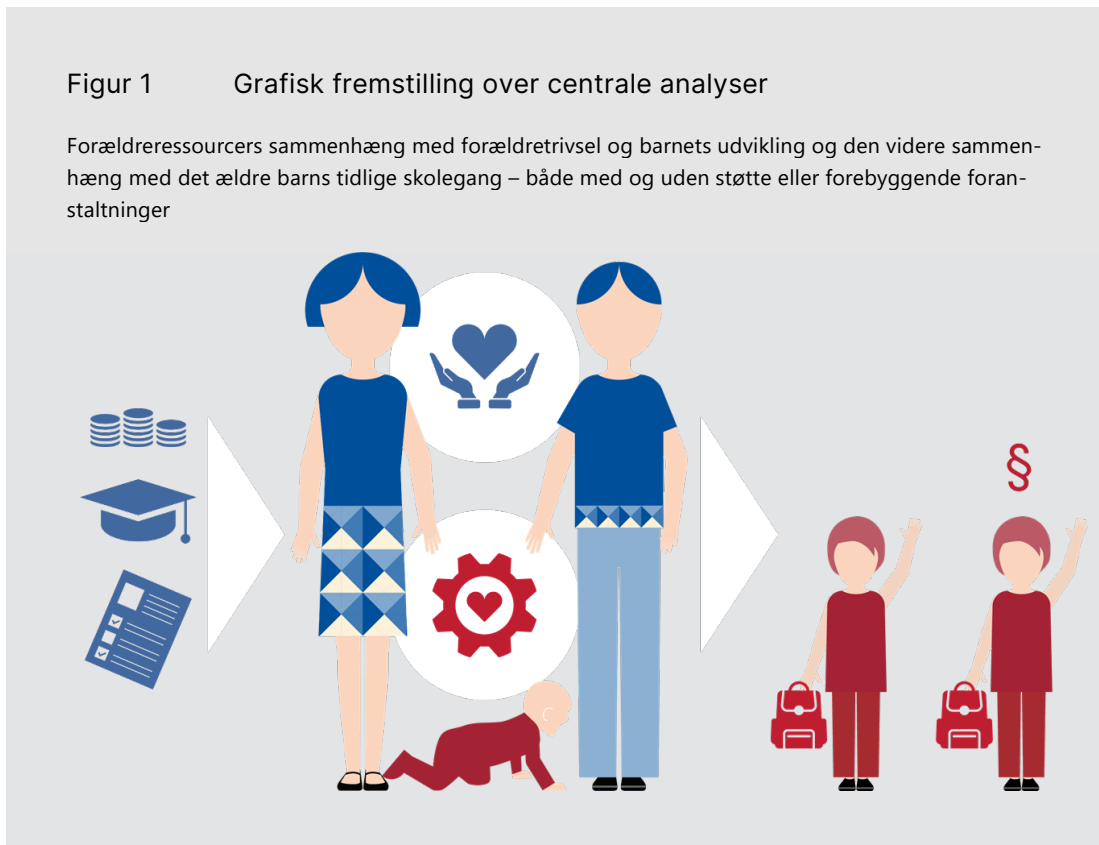 Figur 1 Grafisk fremstilling over centrale analyser
Forældreressourcers sammenhæng med forældretrivsel og barnets udvikling og den videre sammen-
hæng med det ældre barns tidlige skolegang – både med og uden støtte eller forebyggende foran-
staltninger
§